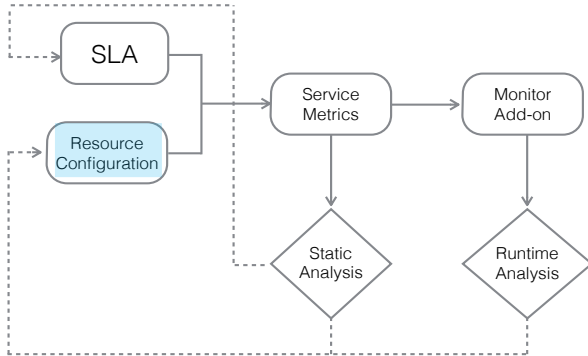 SLA
Resource
Configuration
Service
Metrics
Monitor
Add-on
Static
Analysis
Runtime
Analysis